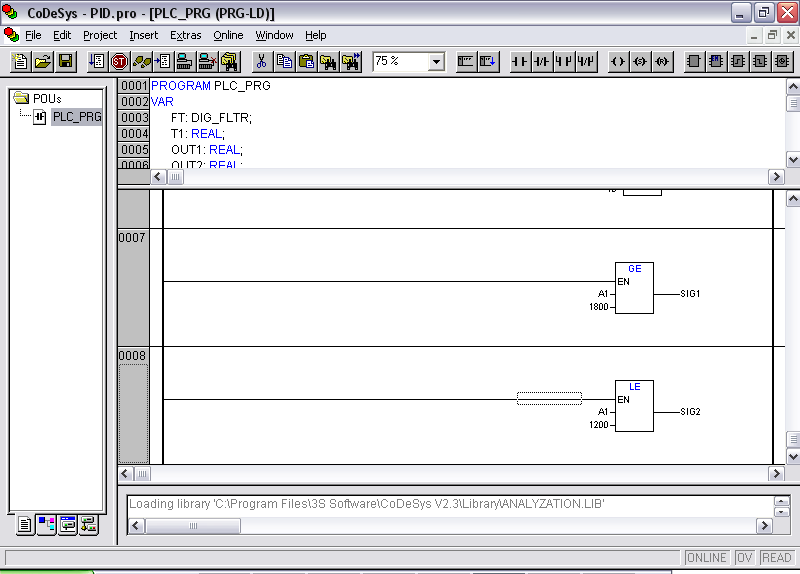 CoDeSys - PID.pro - [PLC_PRG (PRG-LD)]
File Edit Project Insert Extras Online Window Help
75 %
POUs
PLC_PRG
0001 PROGRAM PLC_PRG
0002 VAR
0003 FT: DIG_FLTR;
0004 T1: REAL;
0005 OUT1: REAL;
0006 OUT2: REAL;
0007
GE
EN
A1
1800
SIG1
0008
LE
EN
A1
1200
SIG2
Loading library 'C:\Program Files\3S Software\CoDeSys V2.3\Library\ANALYZATION.LIB'
ONLINE OV READ